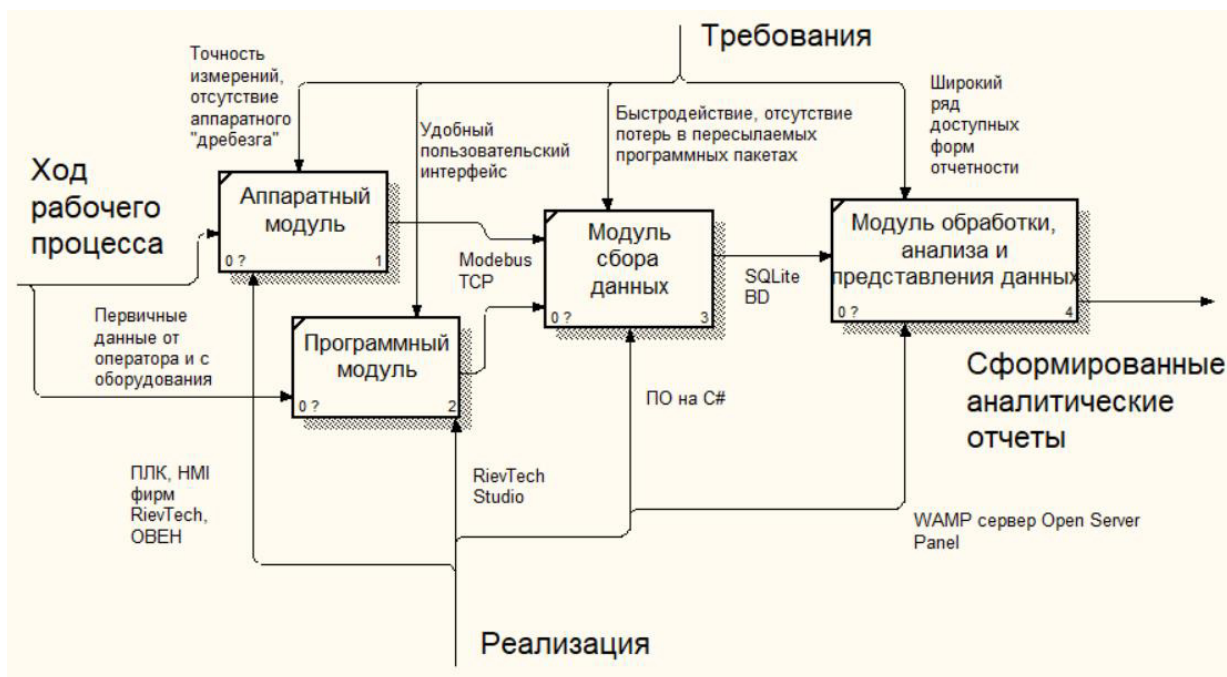 Требования
Точность
измерений,
отсутствие
аппаратного
"дребезга"
Удобный
пользовательский
интерфейс
Быстродействие, отсутствие
потерь в пересылаемых
программных пакетах
Широкий
ряд
доступных
форм
отчетности
Ход
рабочего
процесса
Аппаратный
модуль
0 ? 1
Модуль
сбора
данных
0 ? 3
Модуль обработки,
анализа и
представления данных
0 ? 4
Modebus
TCP
SQLite
BD
Первичные
данные от
оператора и с
оборудования
Программный
модуль
0 ? 2
Сформированные
аналитические
отчеты
ПО на C#
ПЛК, HMI
фирм
RievTech,
ОВЕН
RievTech
Studio
WAMP сервер Open Server
Panel
Реализация